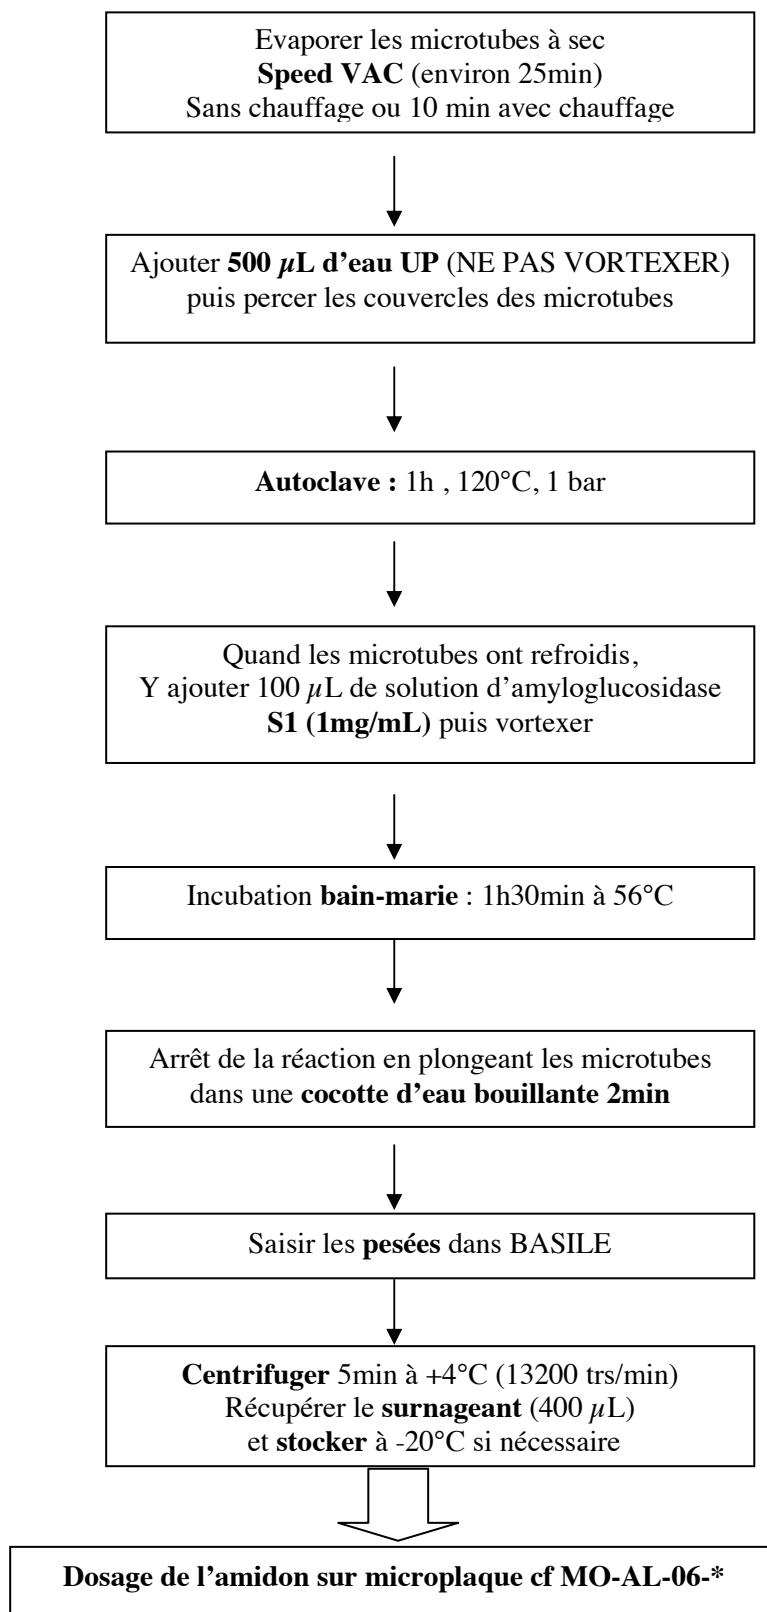 Evaporer les microtubes à sec
Speed VAC (environ 25min)
Sans chauffage ou 10 min avec chauffage
Ajouter 500 µL d’eau UP (NE PAS VORTEXER)
puis percer les couvercles des microtubes
Autoclave : 1h , 120°C, 1 bar
Quand les microtubes ont refroidis,
Y ajouter 100 µL de solution d’amyloglucosidase
S1 (1mg/mL) puis vortexer
Incubation bain-marie : 1h30min à 56°C
Arrêt de la réaction en plongeant les microtubes
dans une cocotte d’eau bouillante 2min
Saisir les pesées dans BASILE
Centrifuger 5min à +4°C (13200 trs/min)
Récupérer le surnageant (400 µL)
et stocker à -20°C si nécessaire
Dosage de l’amidon sur microplaque cf MO-AL-06-*